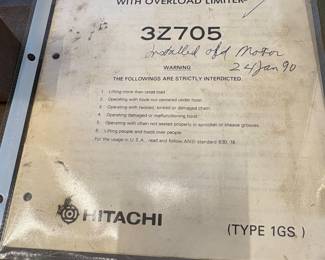 WITH OVERLOAD LIMITER
3Z705
installed old Motor
24 Jan 90
WARNING
THE FOLLOWINGS ARE STRICTLY INTERDICTED.
1. Lifting more than rated load.
2. Operating with loads not centered under hoist.
3. Operating with twisted, kinked or damaged chain.
4. Operating damaged or malfunctioning hoist.
5. Operating with chain not seated properly in sprocket or sheave grooves.
6. Lifting people and loads over people.
For the usage in U.S.A., read and follow ANSI standard B30. 16.
HITACHI
(TYPE 1GS)